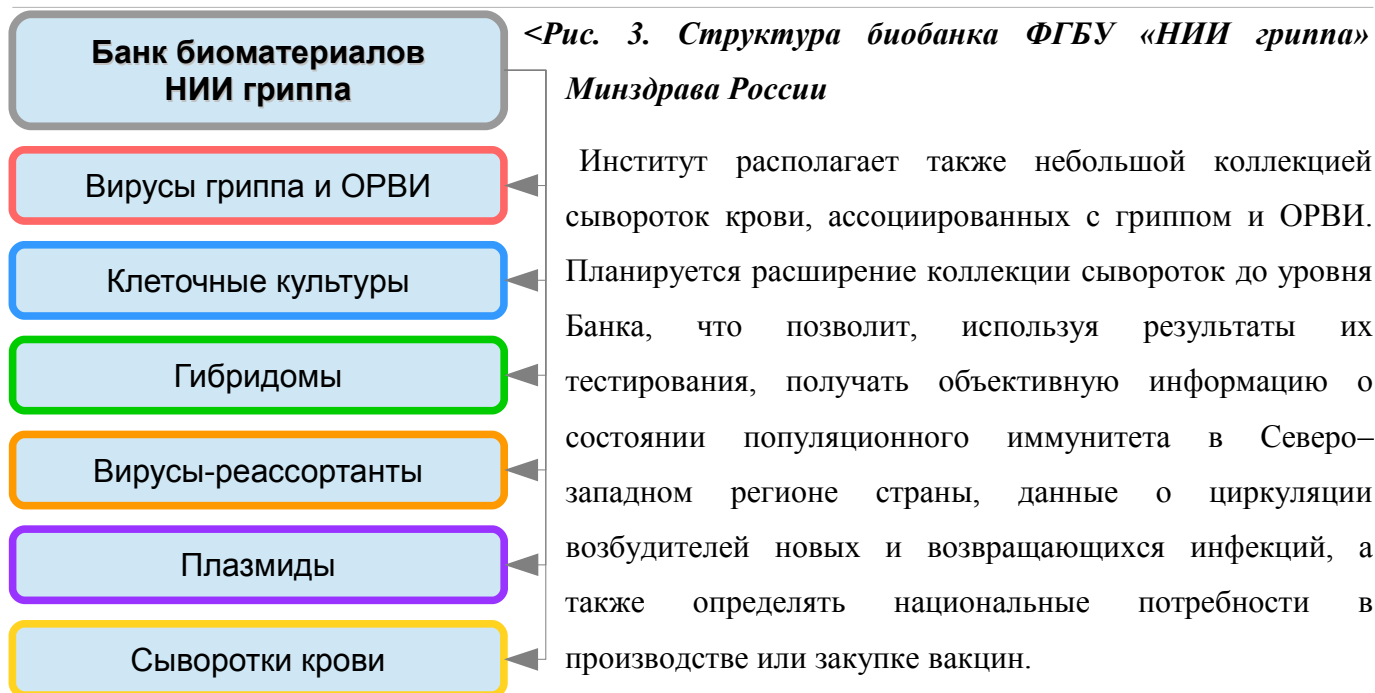 Банк биоматериалов
НИИ гриппа
Вирусы гриппа и ОРВИ
Клеточные культуры
Гибридомы
Вирусы-реассортанты
Плазмиды
Сыворотки крови
<Рис. 3. Структура биобанка ФГБУ «НИИ гриппа»
Минздрава России
Институт располагает также небольшой коллекцией
сывороток крови, ассоциированных с гриппом и ОРВИ.
Планируется расширение коллекции сывороток до уровня
Банка, что позволит, используя результаты их
тестирования, получать объективную информацию о
состоянии популяционного иммунитета в Северо–
западном регионе страны, данные о циркуляции
возбудителей новых и возвращающихся инфекций, а
также определять национальные потребности в
производстве или закупке вакцин.